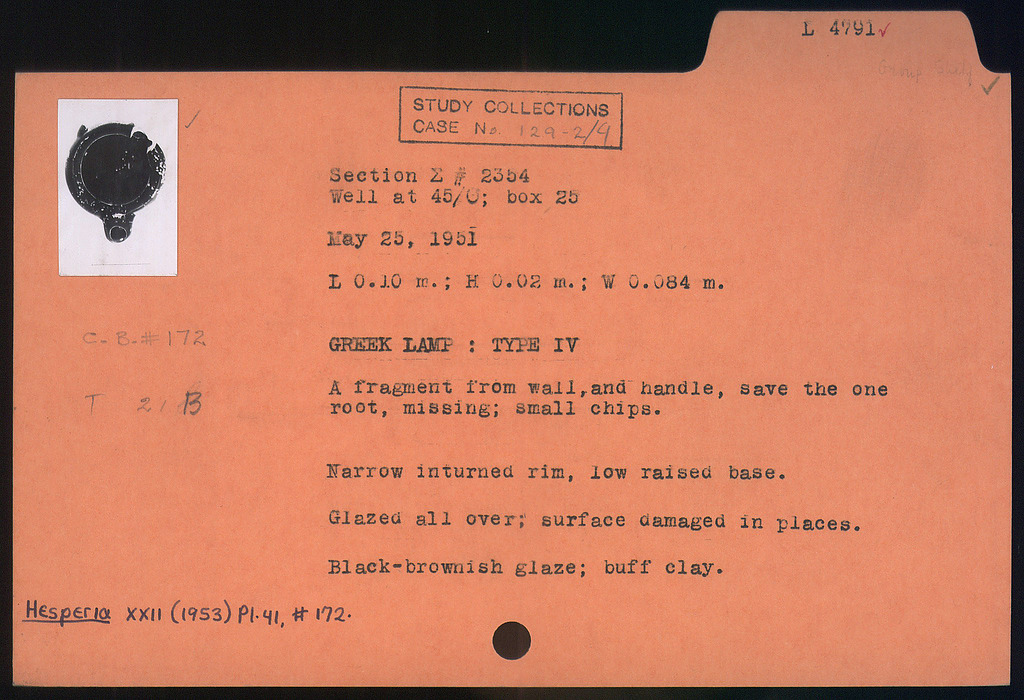 L 4791✓
STUDY COLLECTIONS
CASE No. 129-2/9
Section Σ # 2354
Well at 45/; box 25
May 25, 1951
L 0.10 m.; H 0.02 m.; W 0.084 m.
C.B.#172
GREEK LAMP : TYPE IV
A fragment from wall, and handle, save the one
T 21 B
root, missing; small chips.
Narrow inturned rim, low raised base.
Glazed all over; surface damaged in places.
Black-brownish glaze; buff clay.
Hesperia XXII (1953) Pl.41, # 172.